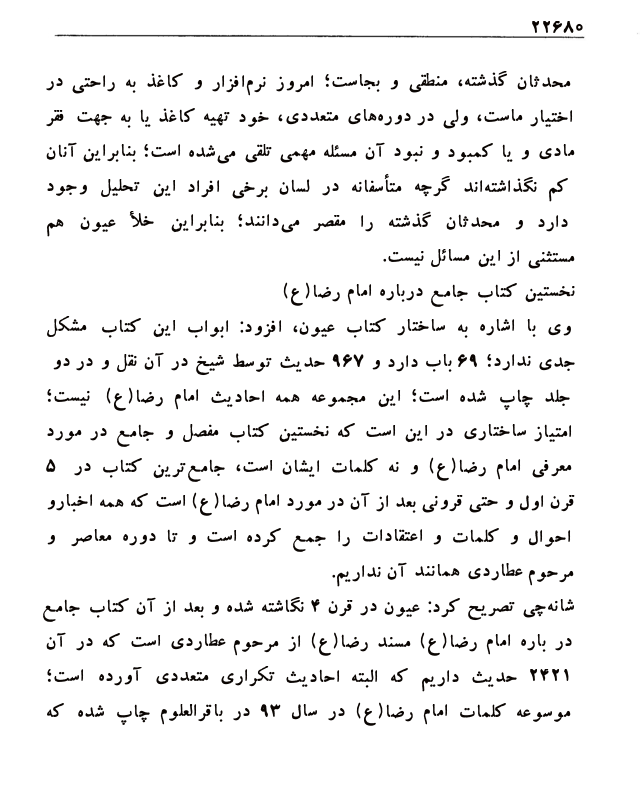 ۲۲۶۸۰
محدثان گذشته، منطقی و بجاست؛ امروز نرم‌افزار و کاغذ به راحتی در
اختیار ماست، ولی در دوره‌های متعددی، خود تهیه کاغذ یا به جهت فقر
مادی و یا کمبود و نبود آن مسئله مهمی تلقی می‌شده است؛ بنابراین آنان
کم نگذاشته‌اند گرچه متأسفانه در لسان برخی افراد این تحلیل وجود
دارد و محدثان گذشته را مقصر می‌دانند؛ بنابراین خلأ عیون هم
مستثنی از این مسائل نیست.
نخستین کتاب جامع درباره امام رضا(ع)
وی با اشاره به ساختار کتاب عیون، افزود: ابواب این کتاب مشکل
جدی ندارد؛ ۶۹ باب دارد و ۹۶۷ حدیث توسط شیخ در آن نقل و در دو
جلد چاپ شده است؛ این مجموعه همه احادیث امام رضا(ع) نیست؛
امتیاز ساختاری در این است که نخستین کتاب مفصل و جامع در مورد
معرفی امام رضا(ع) و نه کلمات ایشان است، جامع‌ترین کتاب در ۵
قرن اول و حتی قرونی بعد از آن در مورد امام رضا(ع) است که همه اخبارو
احوال و کلمات و اعتقادات را جمع کرده است و تا دوره معاصر و
مرحوم عطاردی همانند آن نداریم.
شانه‌چی تصریح کرد: عیون در قرن ۴ نگاشته شده و بعد از آن کتاب جامع
در باره امام رضا(ع) مسند رضا(ع) از مرحوم عطاردی است که در آن
۲۴۲۱ حدیث داریم که البته احادیث تکراری متعددی آورده است؛
موسوعه کلمات امام رضا(ع) در سال ۹۳ در باقرالعلوم چاپ شده که